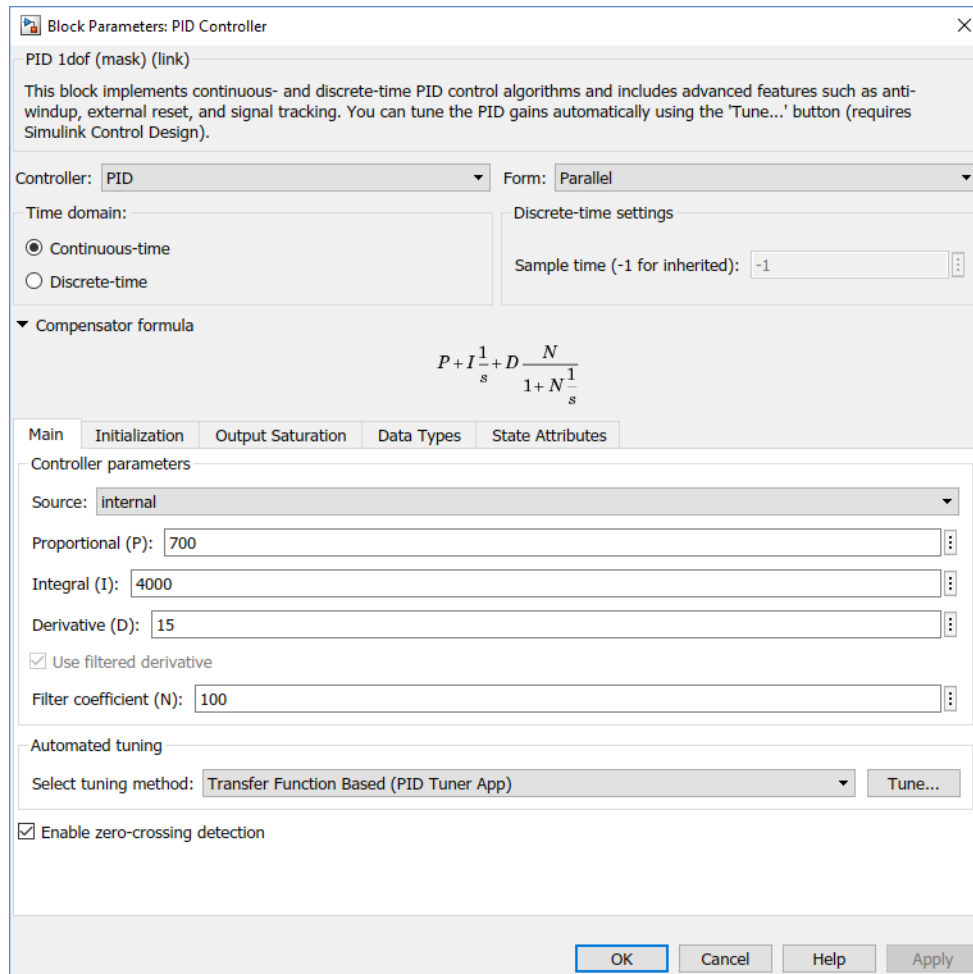 Block Parameters: PID Controller
PID 1dof (mask) (link)
This block implements continuous- and discrete-time PID control algorithms and includes advanced features such as anti-
windup, external reset, and signal tracking. You can tune the PID gains automatically using the 'Tune...' button (requires
Simulink Control Design).
Controller: PID Form: Parallel
Time domain: Discrete-time settings
Continuous-time
Sample time (-1 for inherited): -1
Discrete-time
Compensator formula
P + I 1/s + D N/(1 + N 1/s)
Main Initialization Output Saturation Data Types State Attributes
Controller parameters
Source: internal
Proportional (P): 700
Integral (I): 4000
Derivative (D): 15
Use filtered derivative
Filter coefficient (N): 100
Automated tuning
Select tuning method: Transfer Function Based (PID Tuner App) Tune...
Enable zero-crossing detection
OK Cancel Help Apply